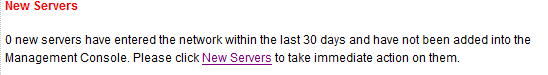 New Servers
0 new servers have entered the network within the last 30 days and have not been added into the
Management Console. Please click New Servers to take immediate action on them.